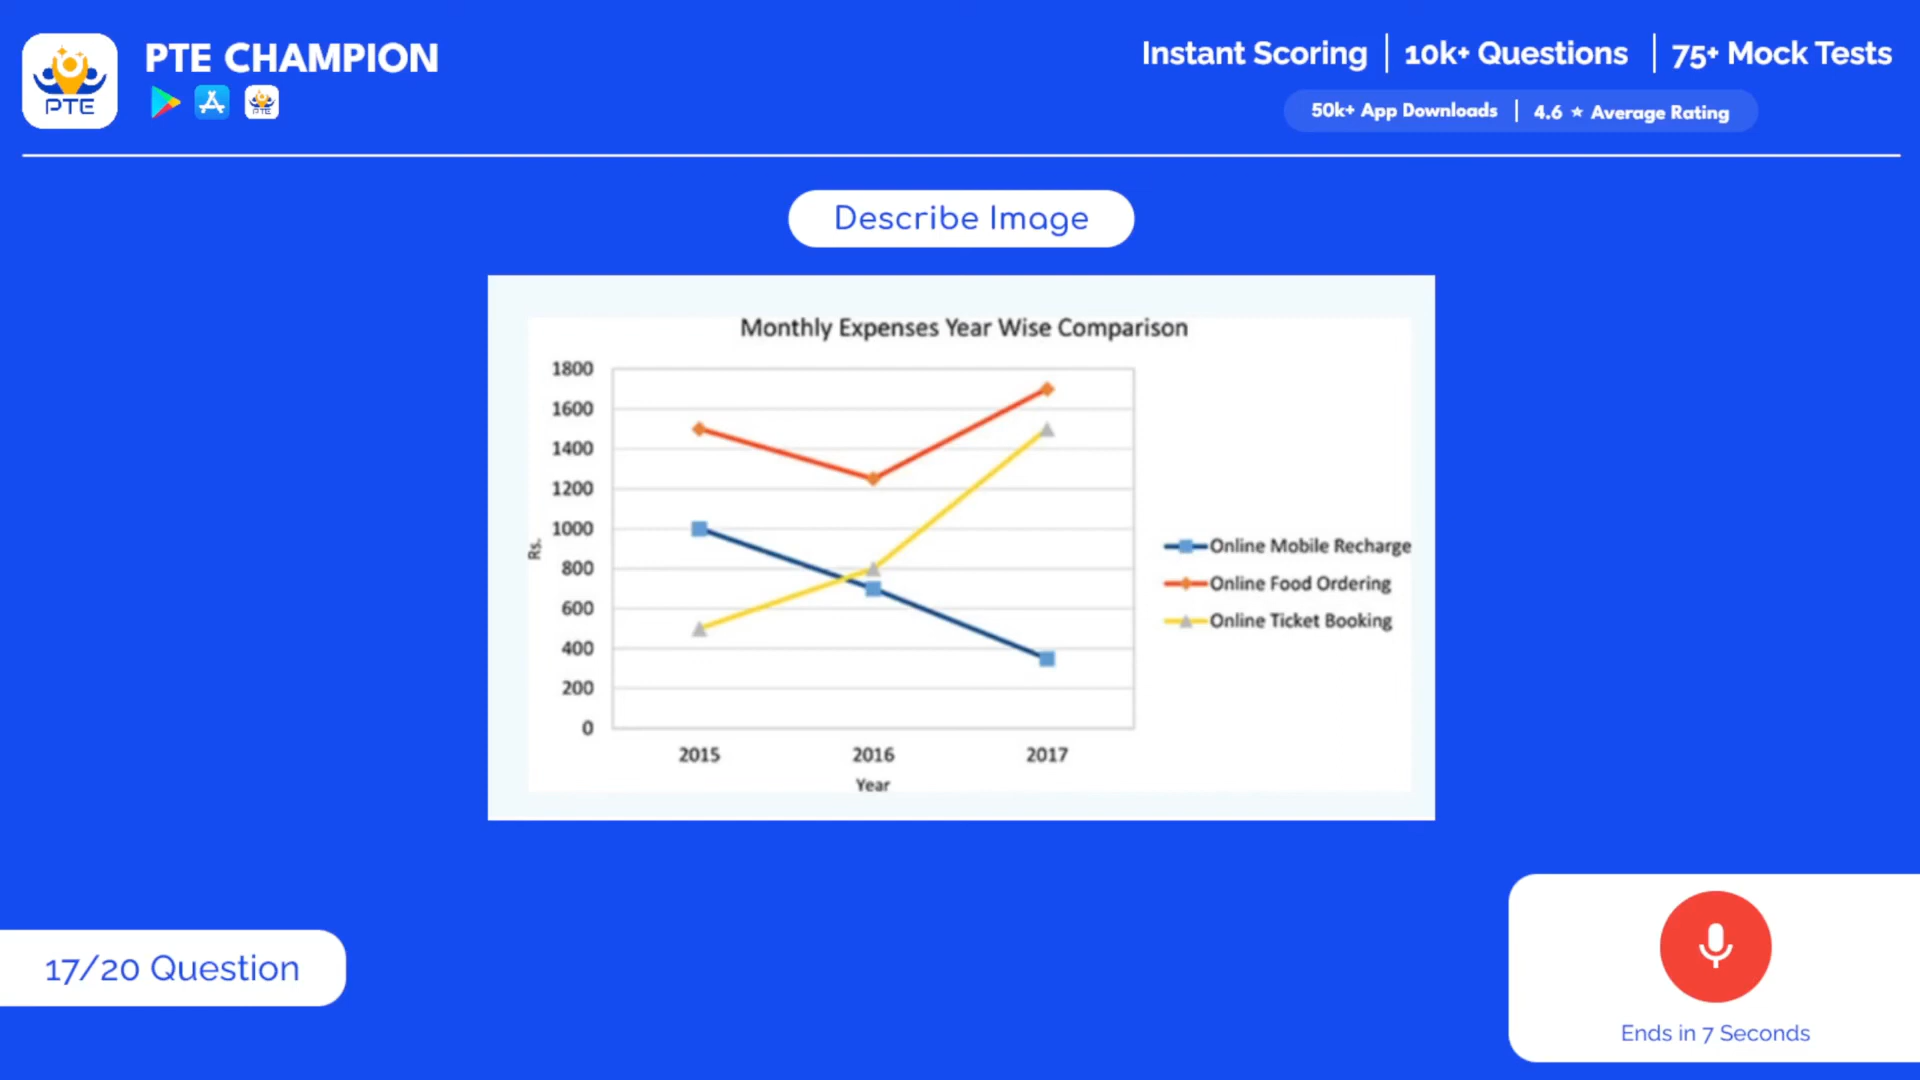 PTE CHAMPION
PTE
PTE
Instant Scoring | 10k+ Questions | 75+ Mock Tests
50k+ App Downloads | 4.6 ★ Average Rating
Describe Image
Monthly Expenses Year Wise Comparison
1800
1600
1400
1200
1000
800
600
400
200
0
Rs.
2015 2016 2017
Year
Online Mobile Recharge
Online Food Ordering
Online Ticket Booking
17/20 Question
Ends in 7 Seconds